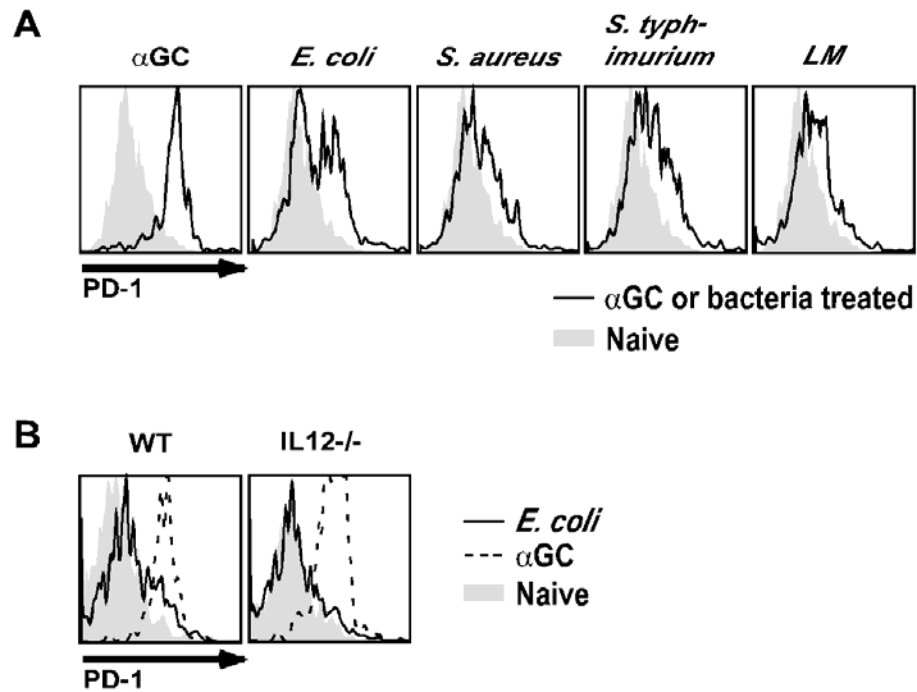 A
αGC
E. coli
S. aureus
S. typh-
imurium
LM
PD-1
αGC or bacteria treated
Naive
B
WT
IL12-/-
E. coli
αGC
Naive
PD-1